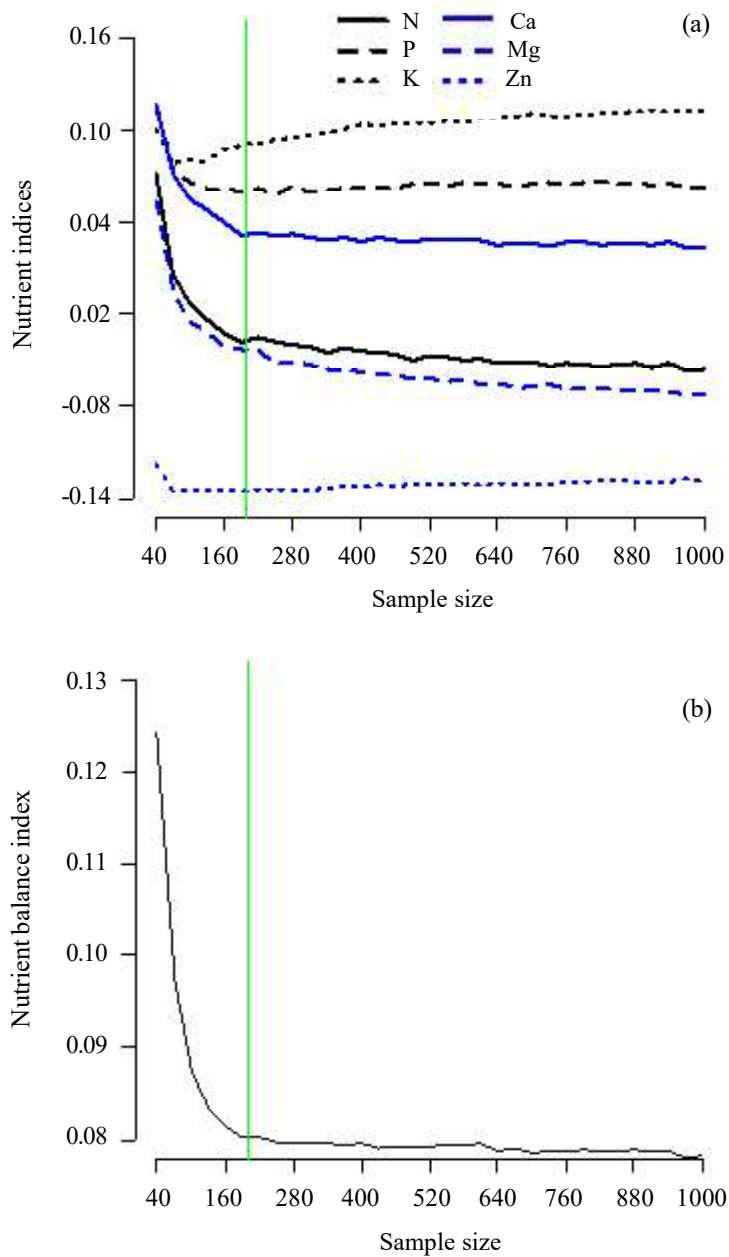 N Ca (a)
P Mg
K Zn
0.16
0.10
0.04
0.02
-0.08
-0.14
Nutrient indices
40 160 280 400 520 640 760 880 1000
Sample size
(b)
0.13
0.12
0.11
0.10
0.09
0.08
Nutrient balance index
40 160 280 400 520 640 760 880 1000
Sample size